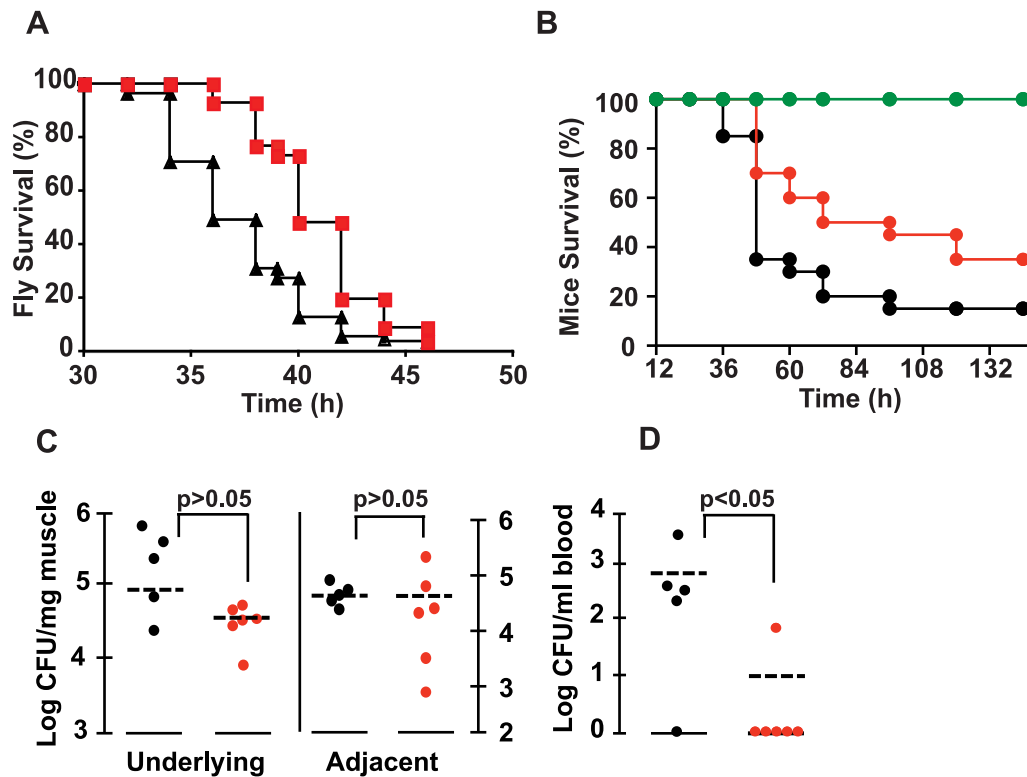 A
B
Fly Survival (%)
100
80
60
40
20
0
30 35 40 45 50
Time (h)
Mice Survival (%)
100
80
60
40
20
0
12 36 60 84 108 132
Time (h)
C
D
Log CFU/mg muscle
6
5
4
3
p>0.05
p>0.05
6
5
4
3
2
Underlying
Adjacent
Log CFU/ml blood
4
3
2
1
0
p<0.05